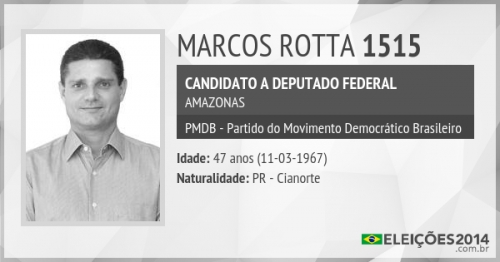 MARCOS ROTTA 1515
CANDIDATO A DEPUTADO FEDERAL
AMAZONAS
PMDB - Partido do Movimento Democrático Brasileiro
Idade: 47 anos (11-03-1967)
Naturalidade: PR - Cianorte
ELEIÇÕES2014
.com.br